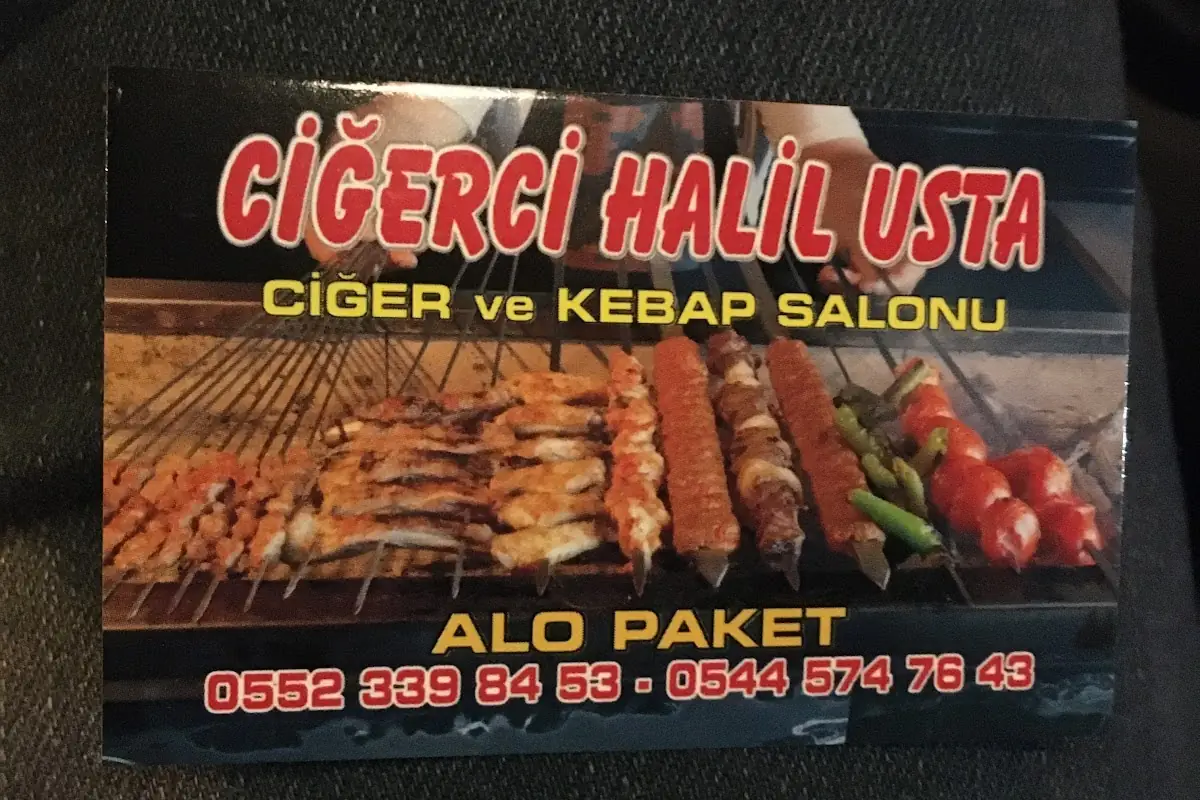 CİĞERCİ HALİL USTA
CİĞER ve KEBAP SALONU
ALO PAKET
0552 339 84 53 - 0544 574 76 43